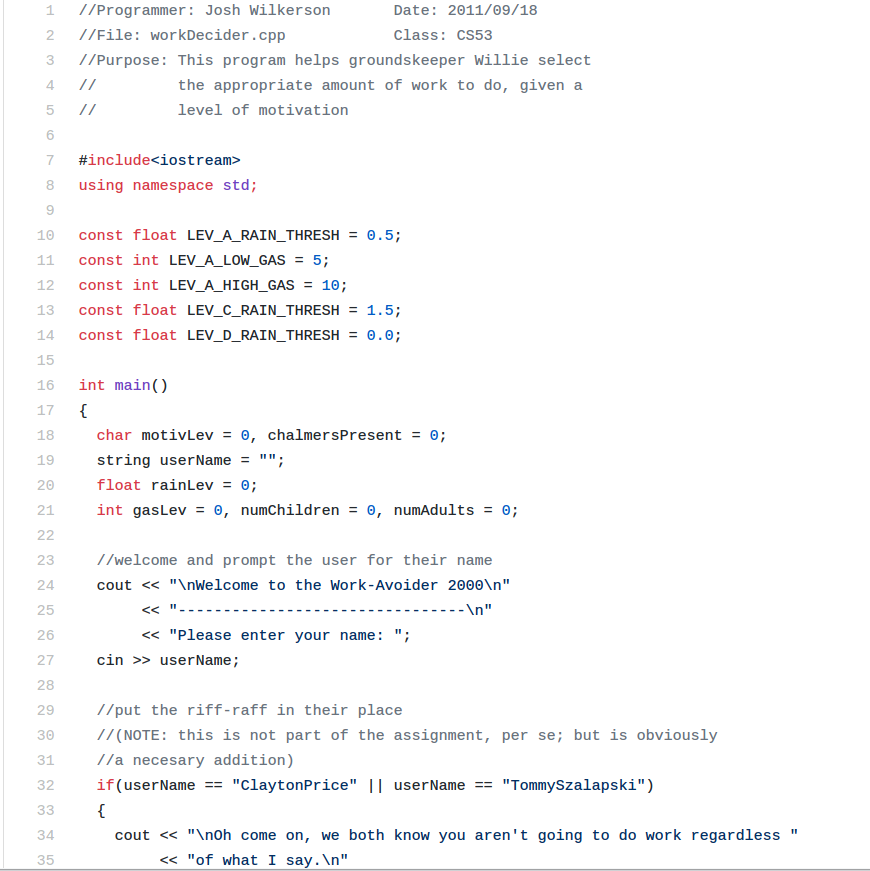 1 //Programmer: Josh Wilkerson       Date: 2011/09/18
2 //File: workDecider.cpp            Class: CS53
3 //Purpose: This program helps groundskeeper Willie select
4 //         the appropriate amount of work to do, given a
5 //         level of motivation
6
7 #include<iostream>
8 using namespace std;
9
10 const float LEV_A_RAIN_THRESH = 0.5;
11 const int LEV_A_LOW_GAS = 5;
12 const int LEV_A_HIGH_GAS = 10;
13 const float LEV_C_RAIN_THRESH = 1.5;
14 const float LEV_D_RAIN_THRESH = 0.0;
15
16 int main()
17 {
18   char motivLev = 0, chalmersPresent = 0;
19   string userName = "";
20   float rainLev = 0;
21   int gasLev = 0, numChildren = 0, numAdults = 0;
22
23   //welcome and prompt the user for their name
24   cout << "\nWelcome to the Work-Avoider 2000\n"
25        << "--------------------------------\n"
26        << "Please enter your name: ";
27   cin >> userName;
28
29   //put the riff-raff in their place
30   //(NOTE: this is not part of the assignment, per se; but is obviously
31   //a necesary addition)
32   if(userName == "ClaytonPrice" || userName == "TommySzalapski")
33   {
34     cout << "\nOh come on, we both know you aren't going to do work regardless "
35          << "of what I say.\n"